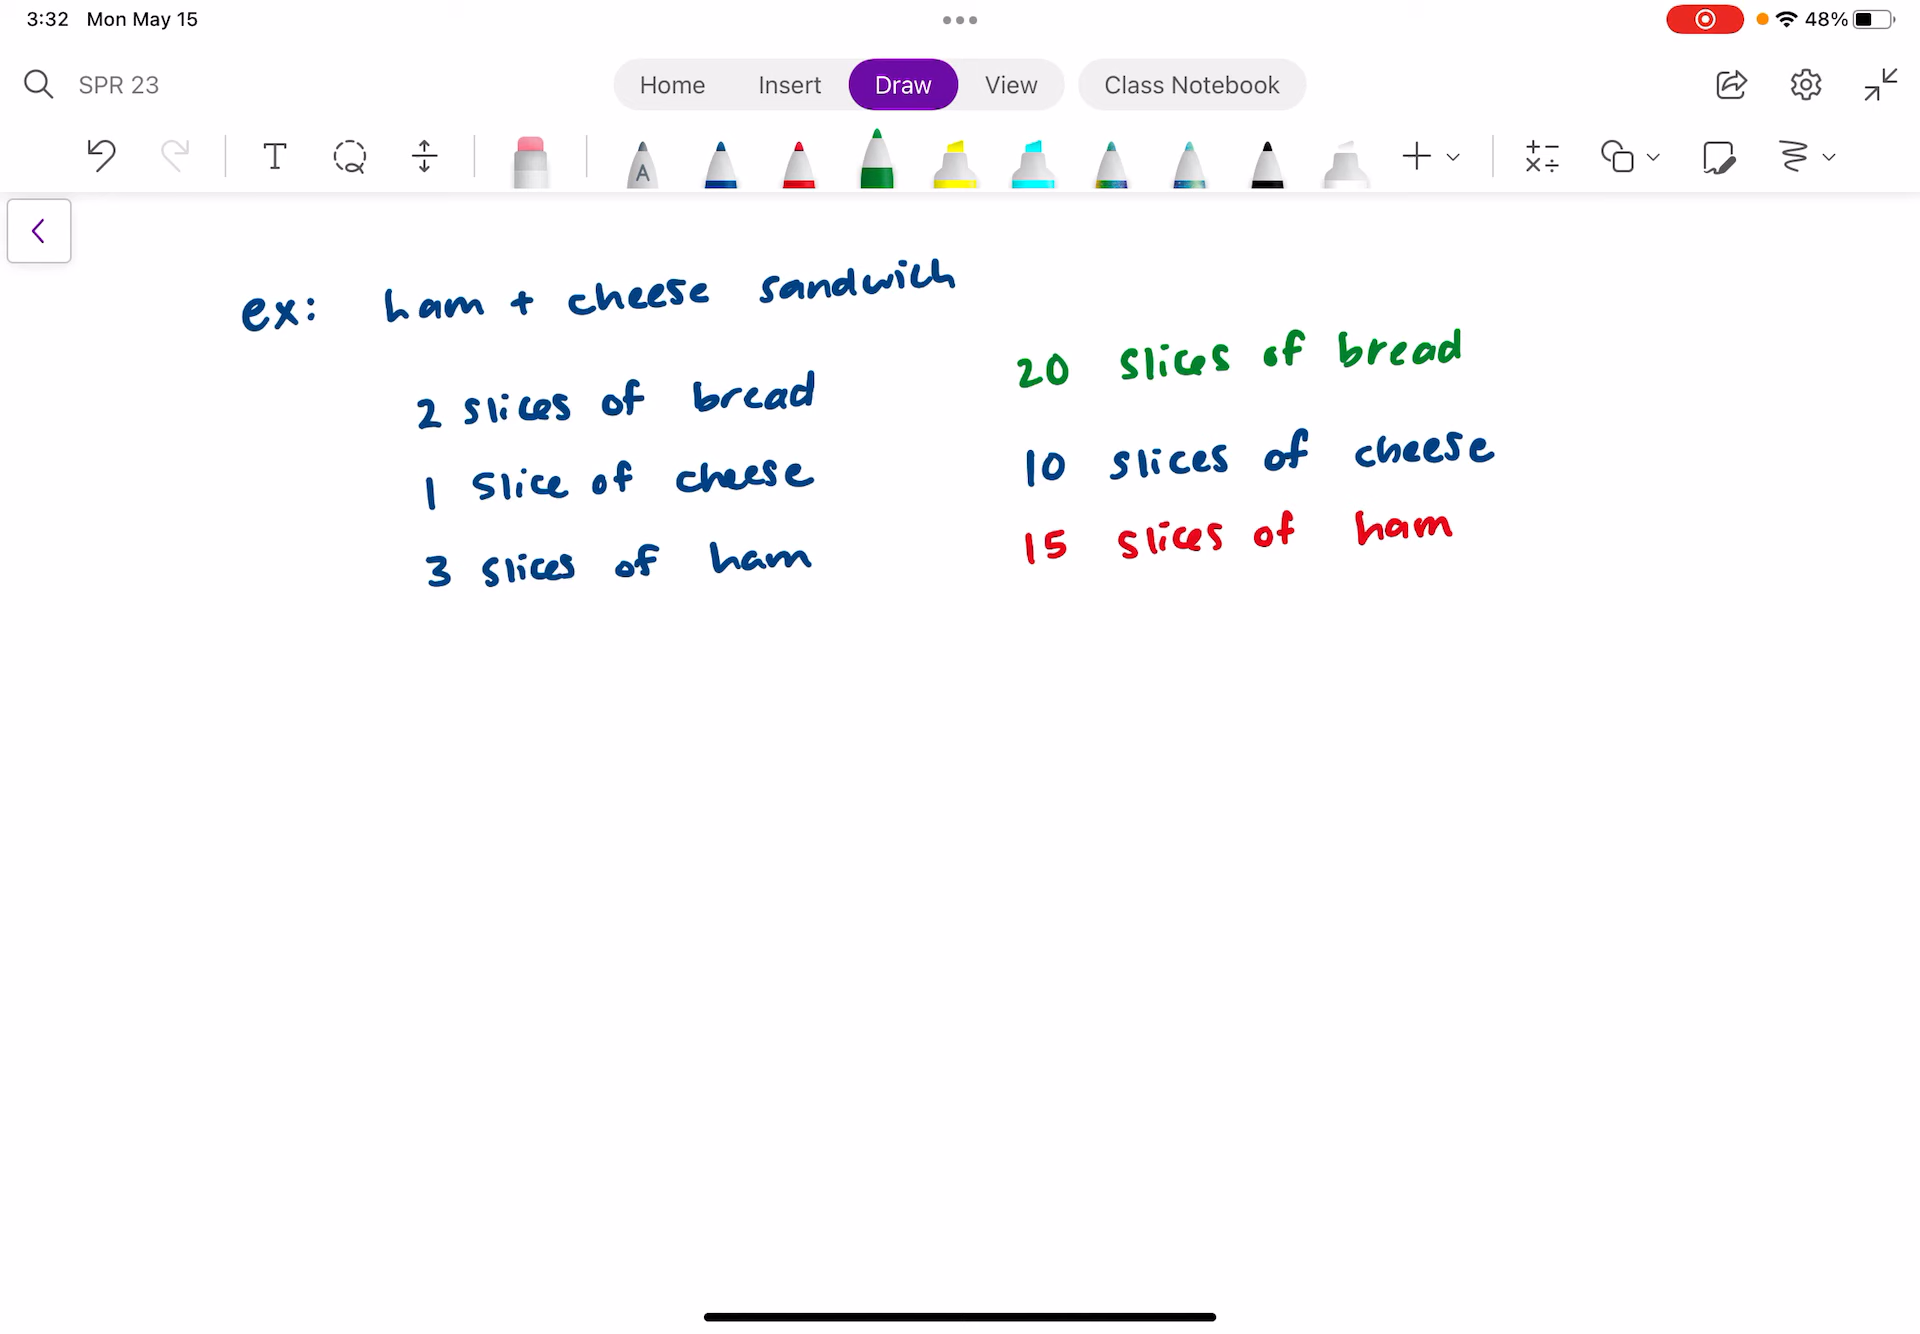 3:32 Mon May 15
48%
SPR 23
Home Insert Draw View Class Notebook
T
A
ex: ham + cheese sandwich
2 slices of bread
1 slice of cheese
3 slices of ham
20 slices of bread
10 slices of cheese
15 slices of ham